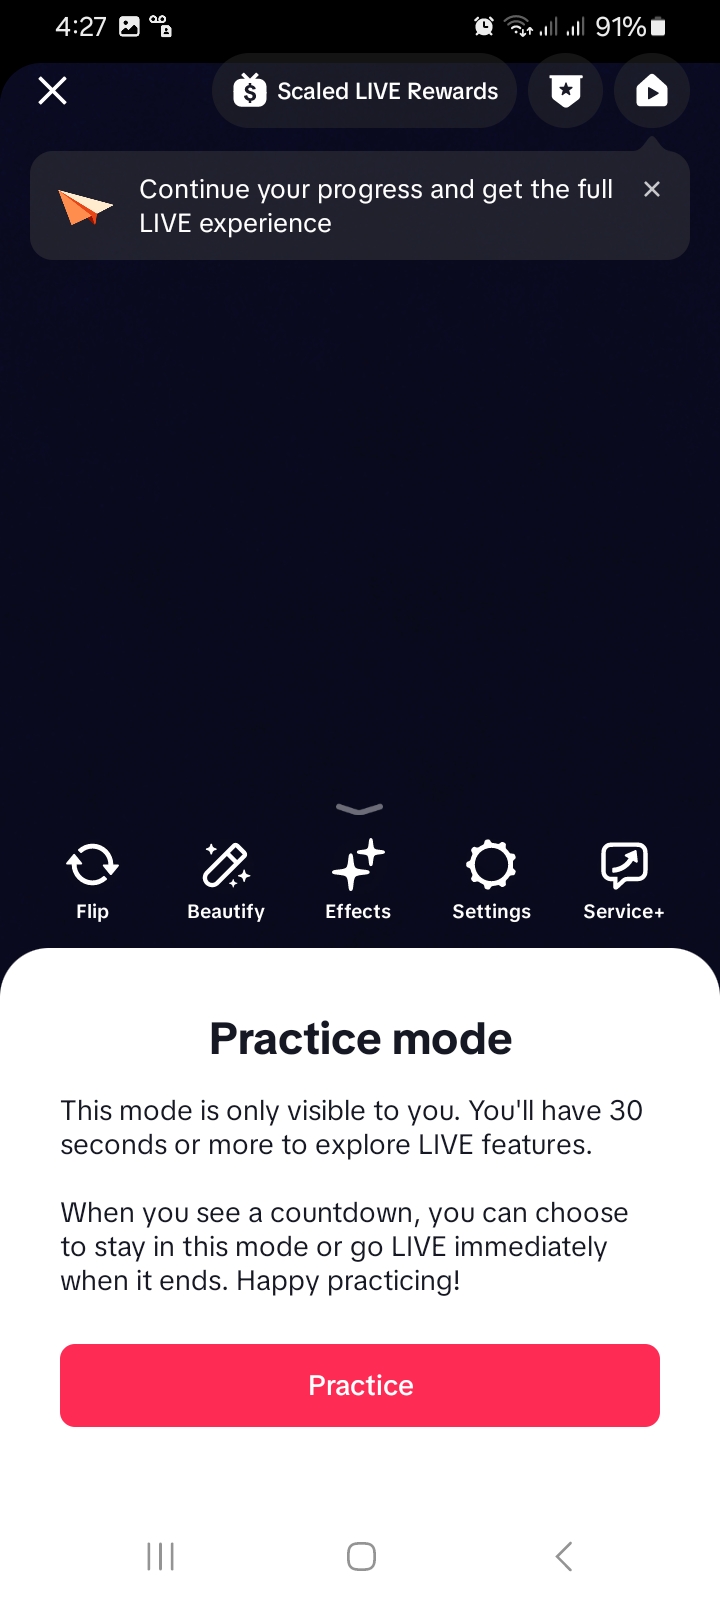 4:27
91%
Scaled LIVE Rewards
Continue your progress and get the full
LIVE experience
Flip
Beautify
Effects
Settings
Service+
Practice mode
This mode is only visible to you. You'll have 30
seconds or more to explore LIVE features.
When you see a countdown, you can choose
to stay in this mode or go LIVE immediately
when it ends. Happy practicing!
Practice